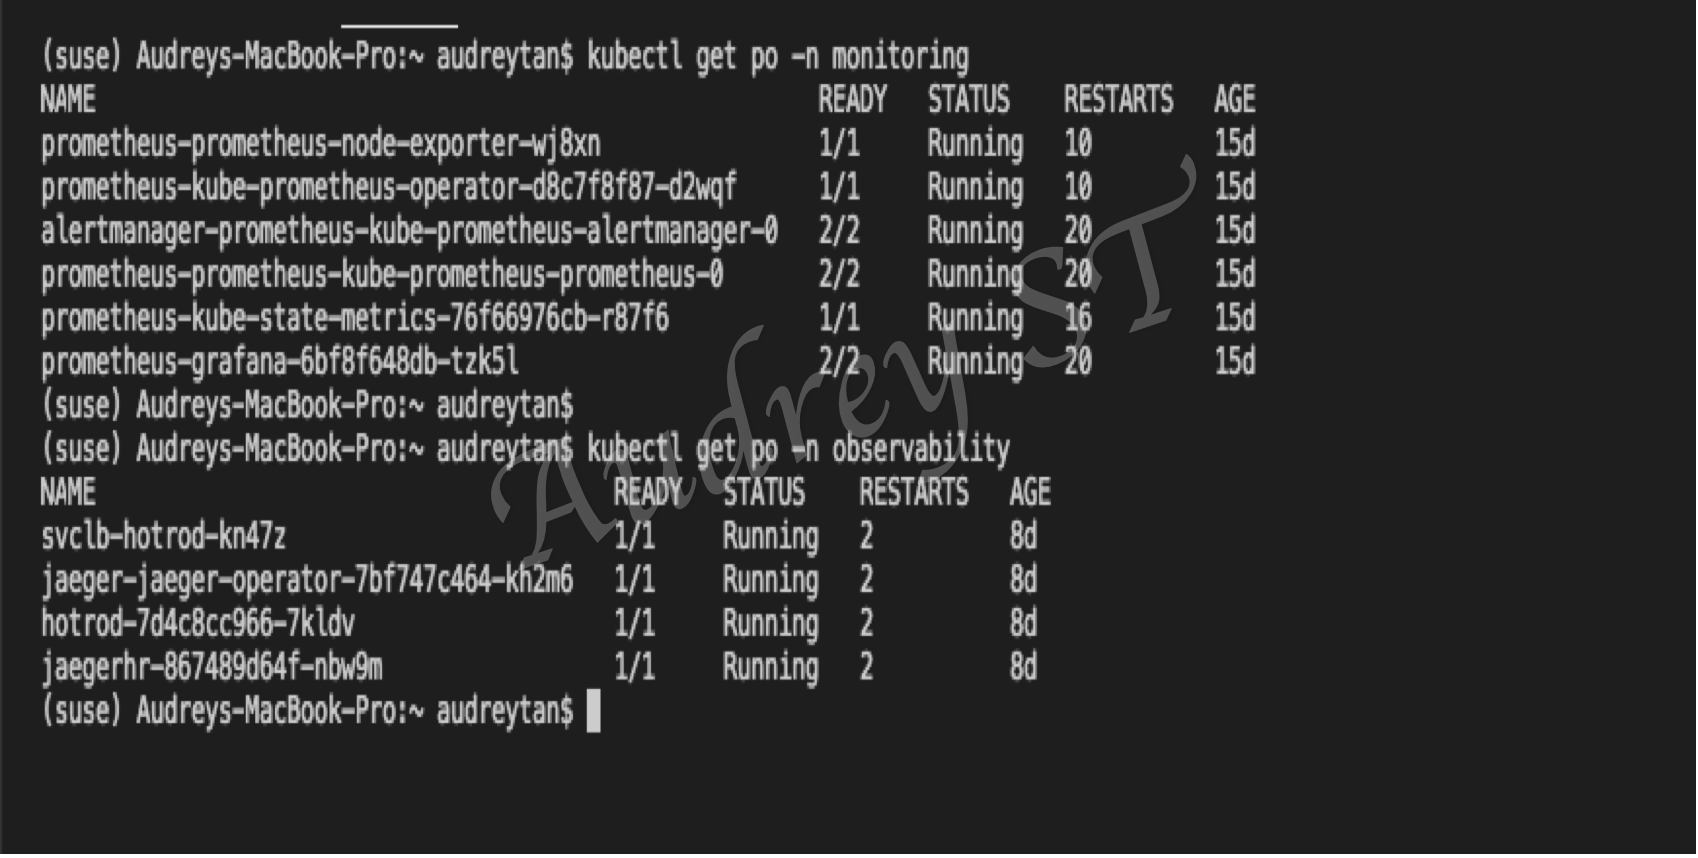 (suse) Audreys-MacBook-Pro:~ audreytan$ kubectl get po -n monitoring
NAME READY STATUS RESTARTS AGE
prometheus-prometheus-node-exporter-wj8xn 1/1 Running 10 15d
prometheus-kube-prometheus-operator-d8c7f8f87-d2wqf 1/1 Running 10 15d
alertmanager-prometheus-kube-prometheus-alertmanager-0 2/2 Running 20 15d
prometheus-prometheus-kube-prometheus-prometheus-0 2/2 Running 20 15d
prometheus-kube-state-metrics-76f66976cb-r87f6 1/1 Running 16 15d
prometheus-grafana-6bf8f648db-tzk5l 2/2 Running 20 15d
(suse) Audreys-MacBook-Pro:~ audreytan$
(suse) Audreys-MacBook-Pro:~ audreytan$ kubectl get po -n observability
NAME READY STATUS RESTARTS AGE
svclb-hotrod-kn47z 1/1 Running 2 8d
jaeger-jaeger-operator-7bf747c464-kh2m6 1/1 Running 2 8d
hotrod-7d4c8cc966-7kldv 1/1 Running 2 8d
jaegerhr-867489d64f-nbw9m 1/1 Running 2 8d
(suse) Audreys-MacBook-Pro:~ audreytan$
Audrey ST